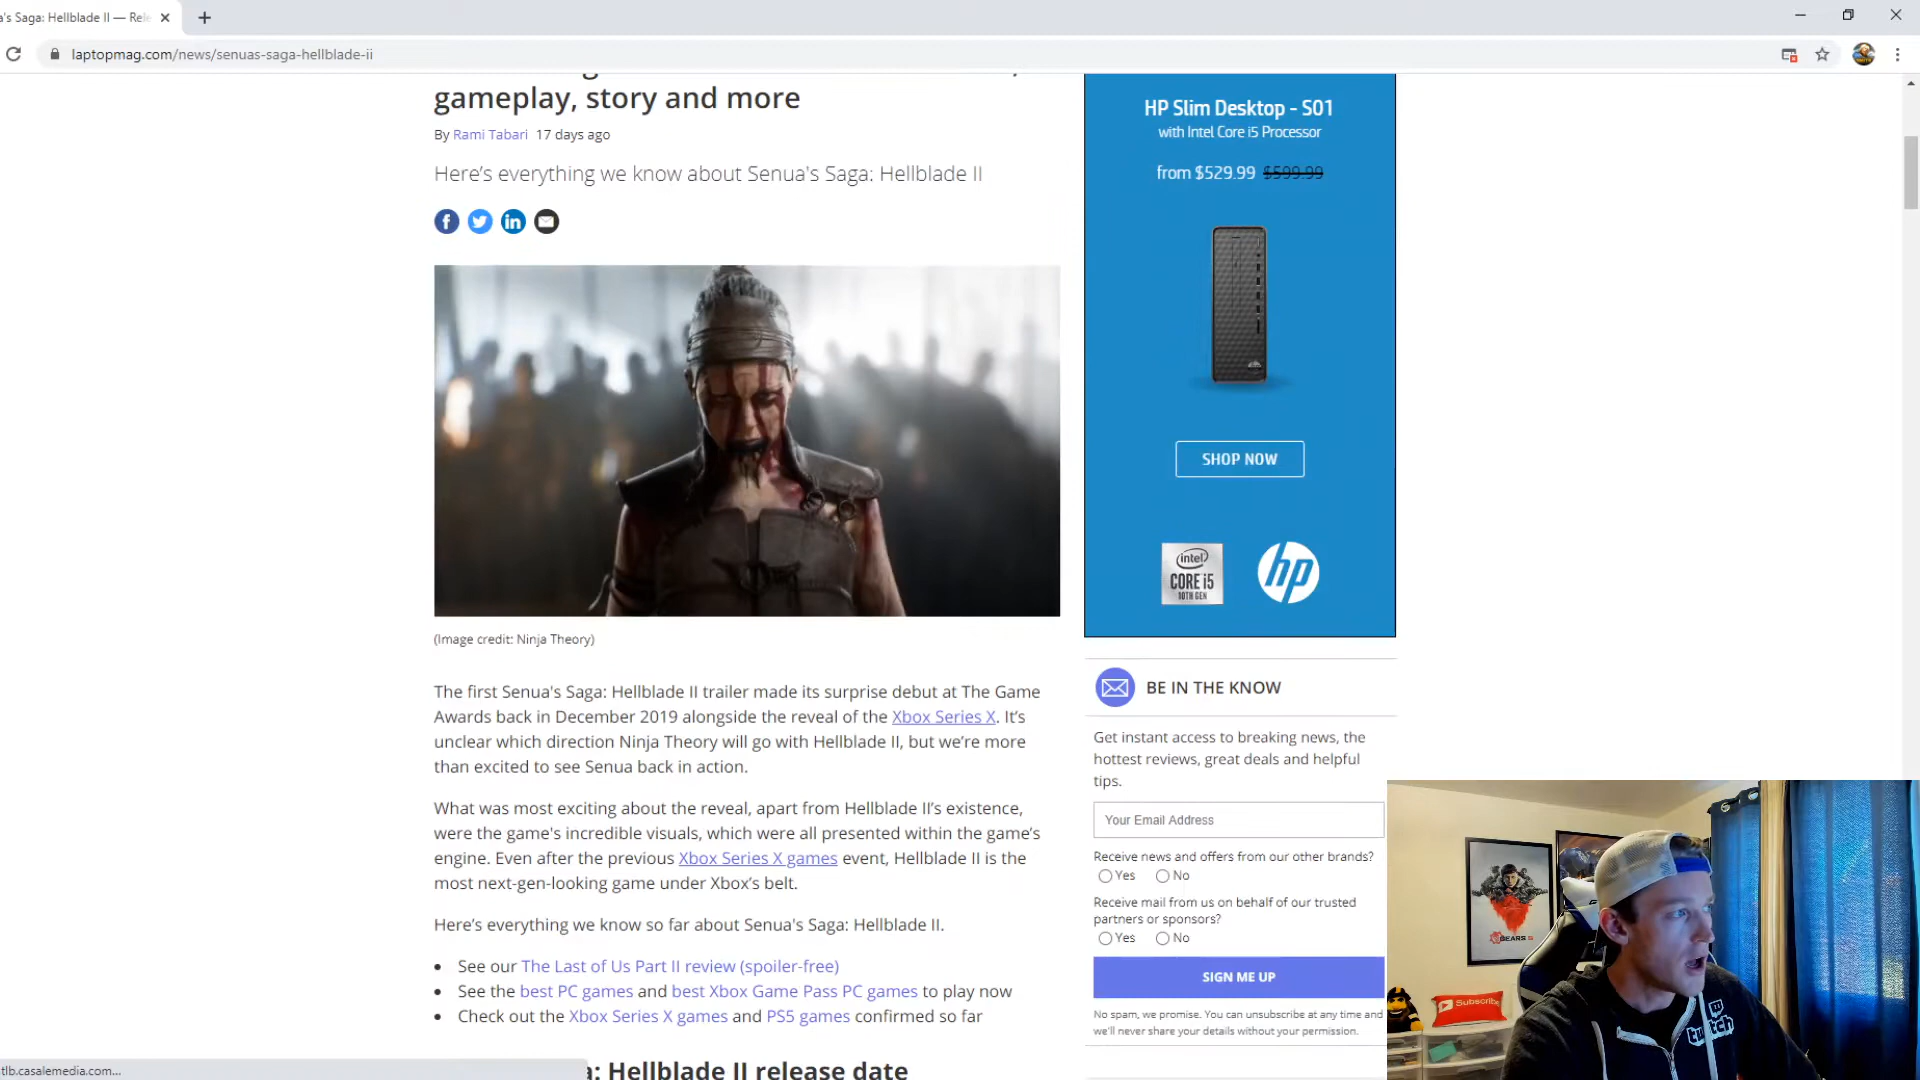 's Saga: Hellblade II — Rele
laptopmag.com/news/senuas-saga-hellblade-ii
gameplay, story and more
By Rami Tabari 17 days ago
Here's everything we know about Senua's Saga: Hellblade II
(Image credit: Ninja Theory)
The first Senua's Saga: Hellblade II trailer made its surprise debut at The Game
Awards back in December 2019 alongside the reveal of the Xbox Series X. It's
unclear which direction Ninja Theory will go with Hellblade II, but we're more
than excited to see Senua back in action.
What was most exciting about the reveal, apart from Hellblade II's existence,
were the game's incredible visuals, which were all presented within the game's
engine. Even after the previous Xbox Series X games event, Hellblade II is the
most next-gen-looking game under Xbox's belt.
Here's everything we know so far about Senua's Saga: Hellblade II.
• See our The Last of Us Part II review (spoiler-free)
• See the best PC games and best Xbox Game Pass PC games to play now
• Check out the Xbox Series X games and PS5 games confirmed so far
a: Hellblade II release date
tlb.casalemedia.com...
HP Slim Desktop - S01
with Intel Core i5 Processor
from $529.99 $599.99
SHOP NOW
intel
CORE i5
10TH GEN
hp
BE IN THE KNOW
Get instant access to breaking news, the
hottest reviews, great deals and helpful
tips.
Your Email Address
Receive news and offers from our other brands?
Yes No
Receive mail from us on behalf of our trusted
partners or sponsors?
Yes No
SIGN ME UP
No spam, we promise. You can unsubscribe at any time and
we'll never share your details without your permission.
GEARS 5
Subscribe
twitch